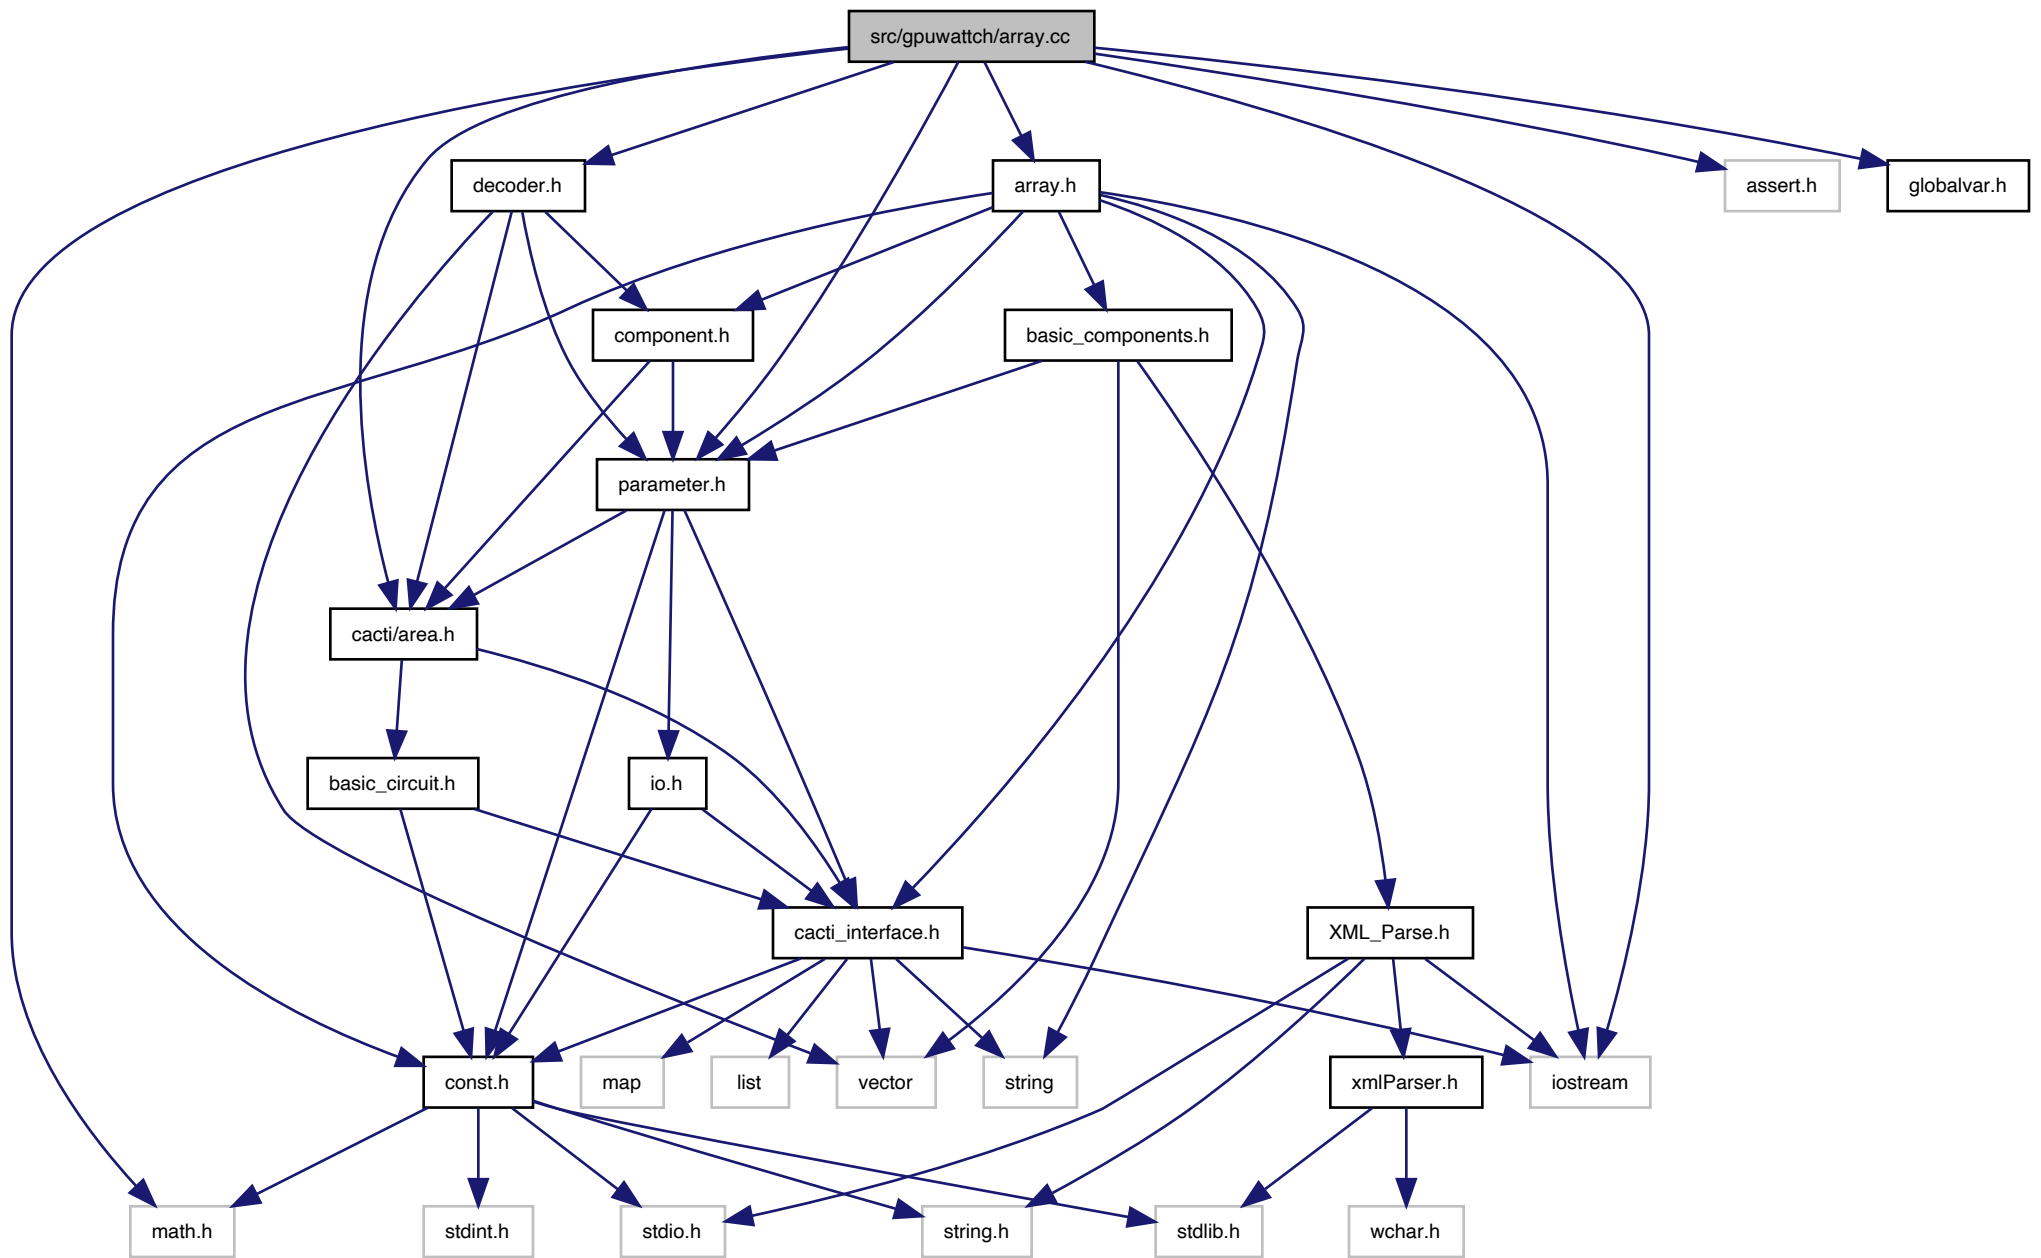 src/gpuwattch/array.cc
decoder.h
array.h
assert.h
globalvar.h
component.h
basic_components.h
parameter.h
cacti/area.h
basic_circuit.h
io.h
cacti_interface.h
XML_Parse.h
const.h
map
list
vector
string
xmlParser.h
iostream
math.h
stdint.h
stdio.h
string.h
stdlib.h
wchar.h